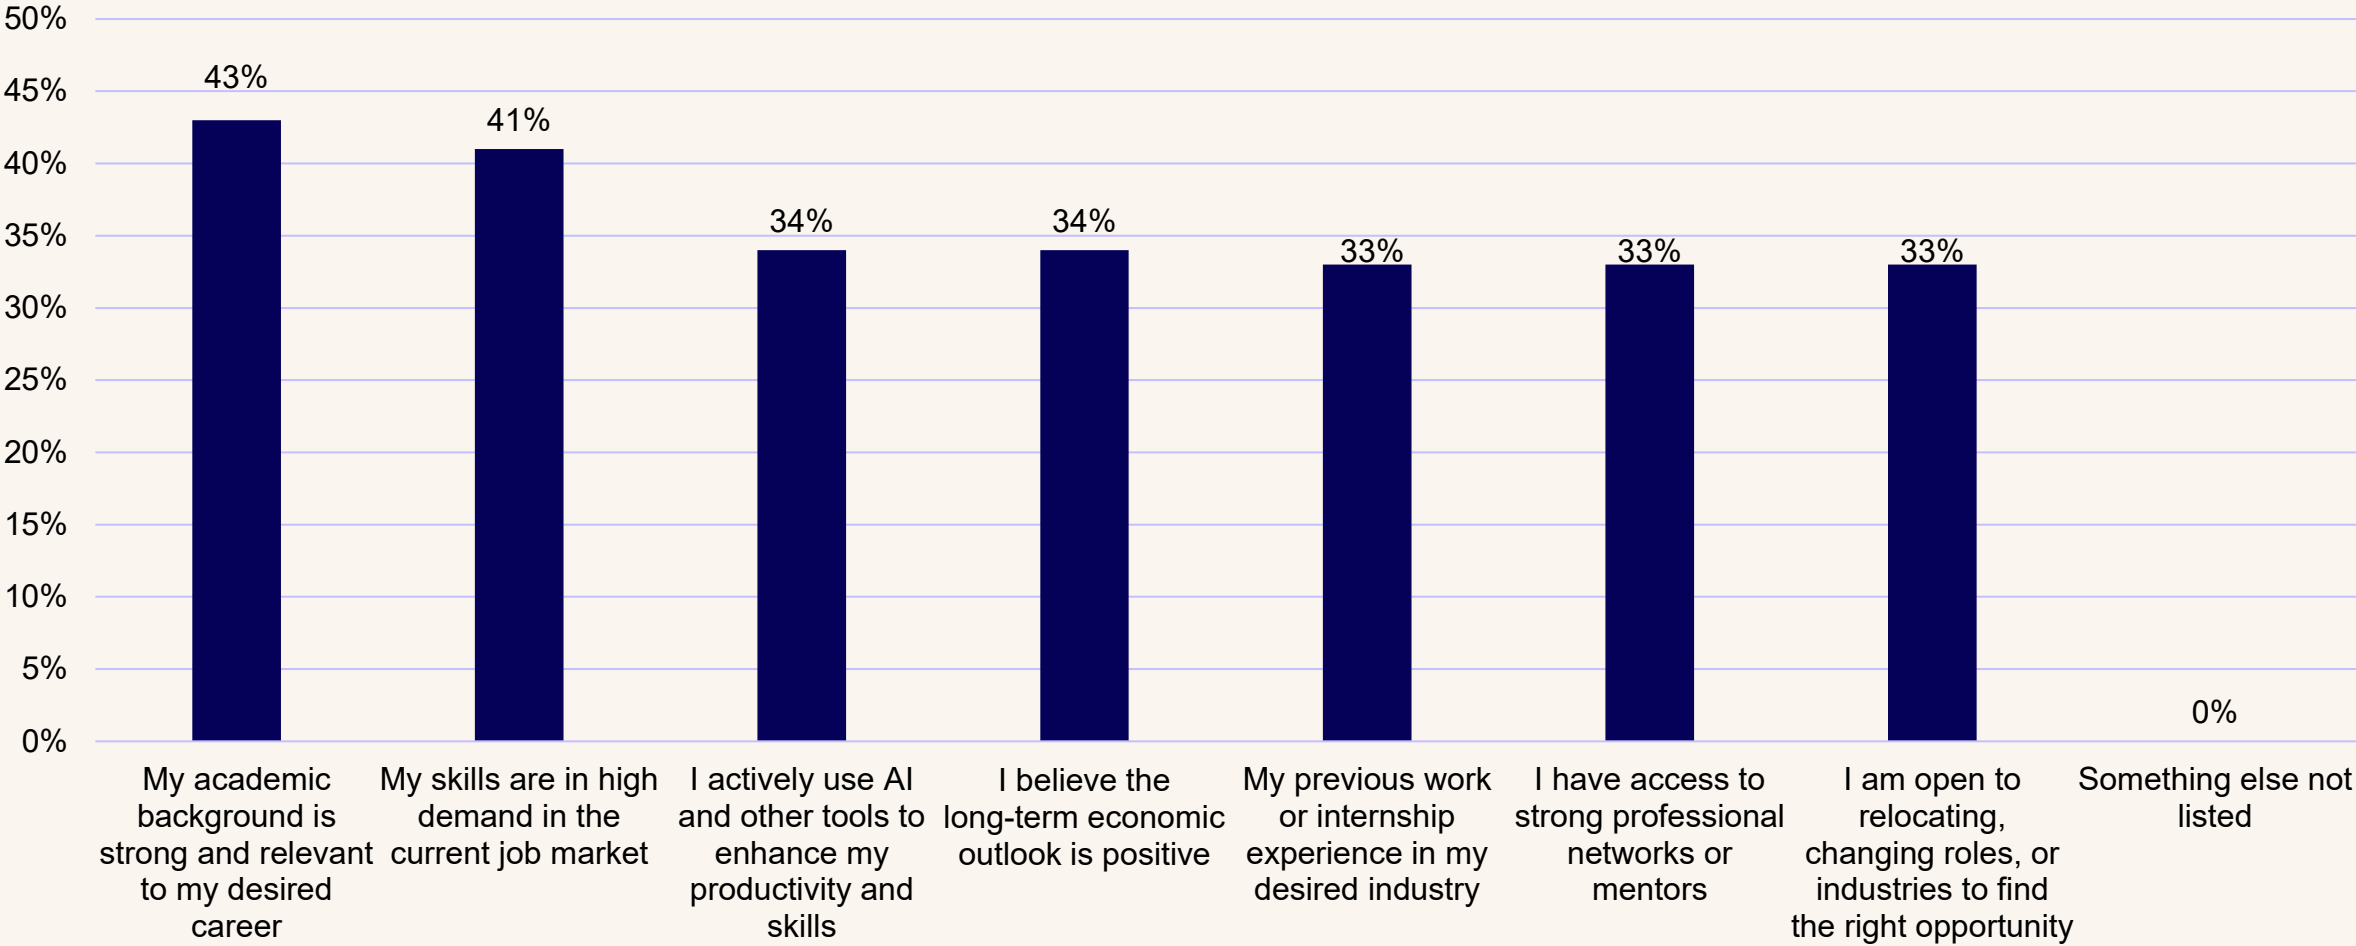 50%
45%
40%
35%
30%
25%
20%
15%
10%
5%
0%
43%
41%
34%
34%
33%
33%
33%
0%
My academic
background is
strong and relevant
to my desired
career
My skills are in high
demand in the
current job market
I actively use AI
and other tools to
enhance my
productivity and
skills
I believe the
long-term economic
outlook is positive
My previous work
or internship
experience in my
desired industry
I have access to
strong professional
networks or
mentors
I am open to
relocating,
changing roles, or
industries to find
the right opportunity
Something else not
listed